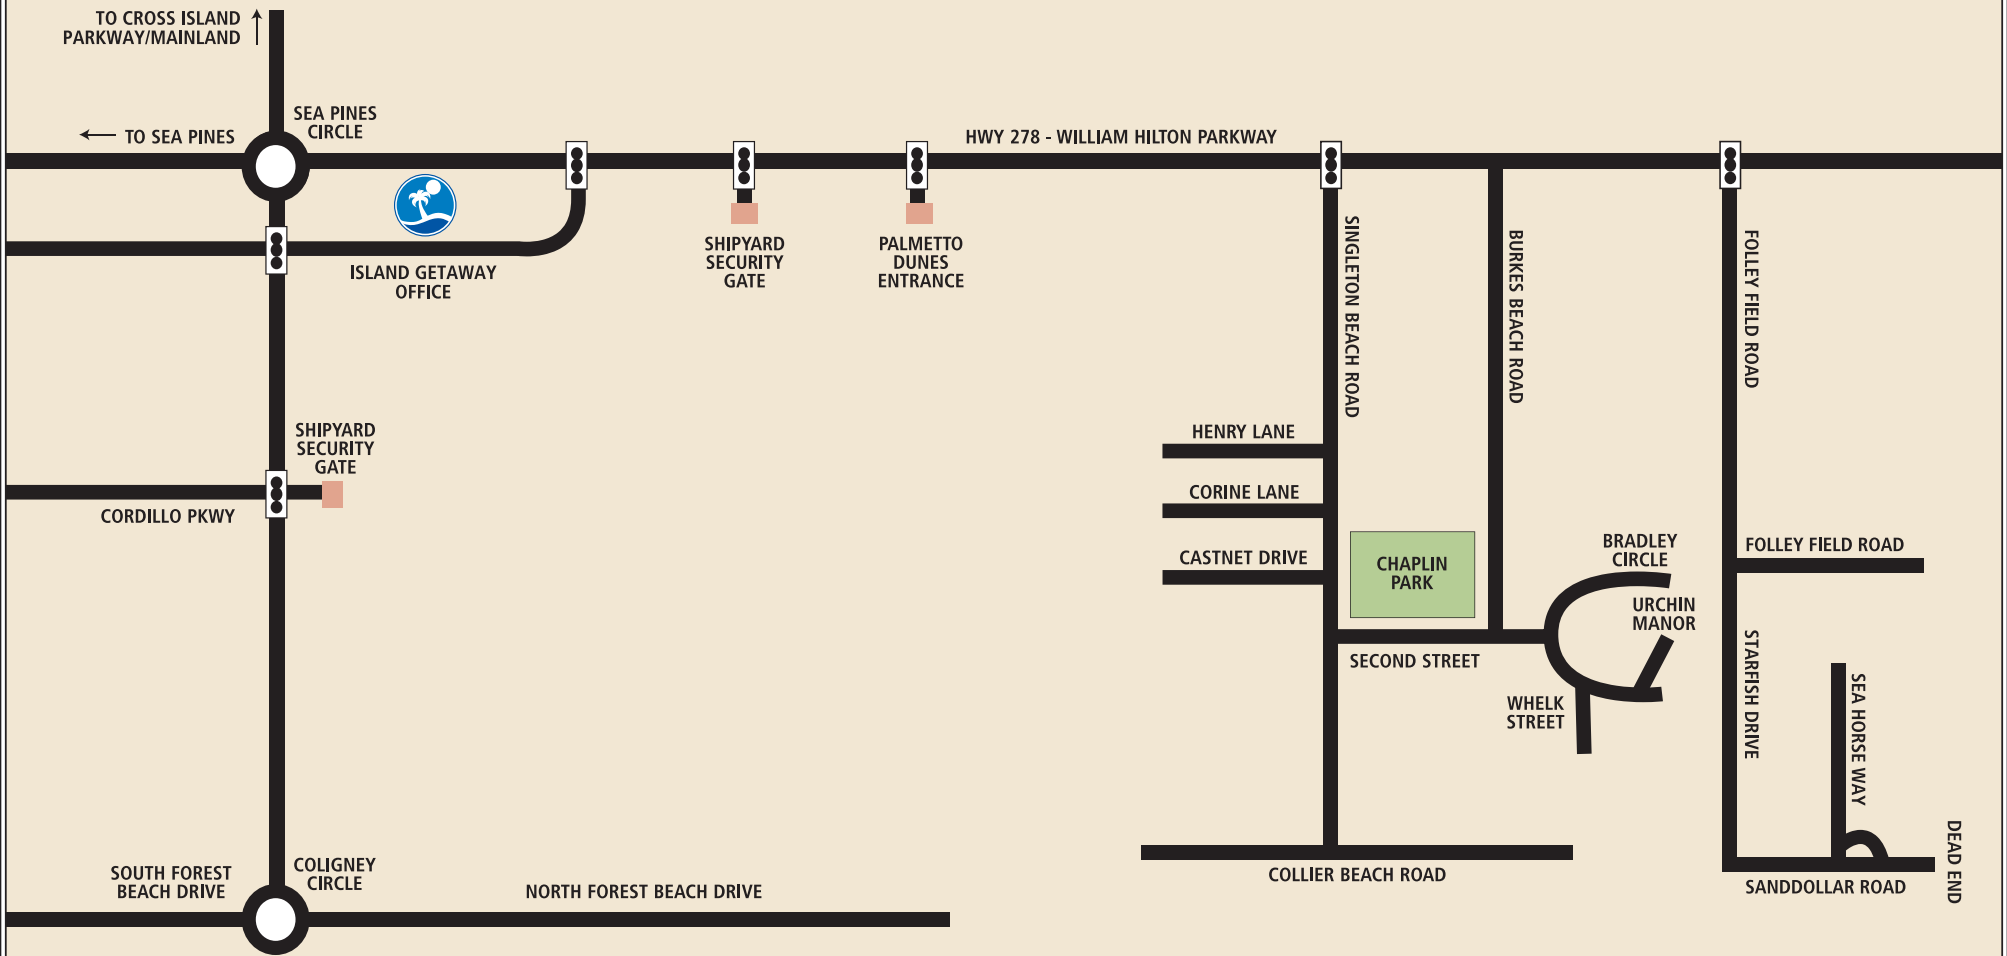 TO CROSS ISLAND
PARKWAY/MAINLAND
SEA PINES
CIRCLE
TO SEA PINES
HWY 278 - WILLIAM HILTON PARKWAY
ISLAND GETAWAY
OFFICE
SHIPYARD
SECURITY
GATE
PALMETTO
DUNES
ENTRANCE
SINGLETON BEACH ROAD
BURKES BEACH ROAD
FOLLEY FIELD ROAD
SHIPYARD
SECURITY
GATE
CORDILLO PKWY
HENRY LANE
CORINE LANE
CASTNET DRIVE
CHAPLIN
PARK
BRADLEY
CIRCLE
FOLLEY FIELD ROAD
URCHIN
MANOR
SECOND STREET
WHELK
STREET
STARFISH DRIVE
SEA HORSE WAY
DEAD END
SOUTH FOREST
BEACH DRIVE
COLIGNEY
CIRCLE
NORTH FOREST BEACH DRIVE
COLLIER BEACH ROAD
SANDDOLLAR ROAD